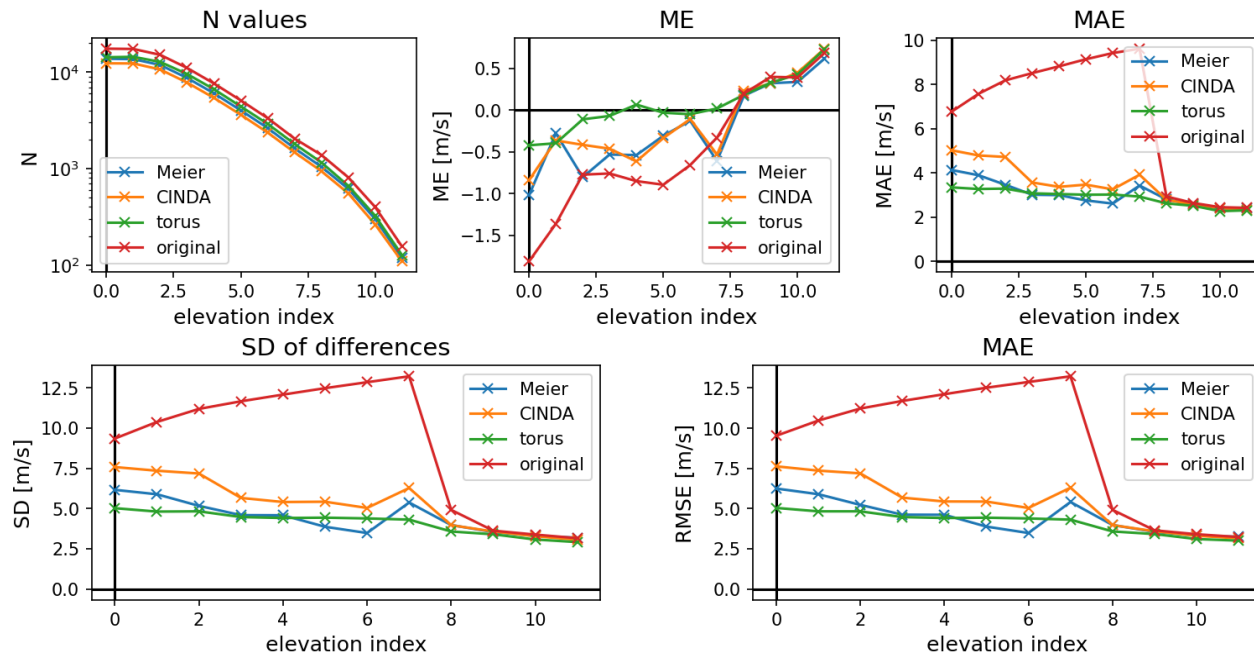 N values
10⁴
10³
10²
N
0.0 2.5 5.0 7.5 10.0
elevation index
Meier
CINDA
torus
original
ME
0.5
0.0
−0.5
−1.0
−1.5
ME [m/s]
0.0 2.5 5.0 7.5 10.0
elevation index
Meier
CINDA
torus
original
MAE
10
8
6
4
2
0
MAE [m/s]
0.0 2.5 5.0 7.5 10.0
elevation index
Meier
CINDA
torus
original
SD of differences
12.5
10.0
7.5
5.0
2.5
0.0
SD [m/s]
0 2 4 6 8 10
elevation index
Meier
CINDA
torus
original
MAE
12.5
10.0
7.5
5.0
2.5
0.0
RMSE [m/s]
0 2 4 6 8 10
elevation index
Meier
CINDA
torus
original